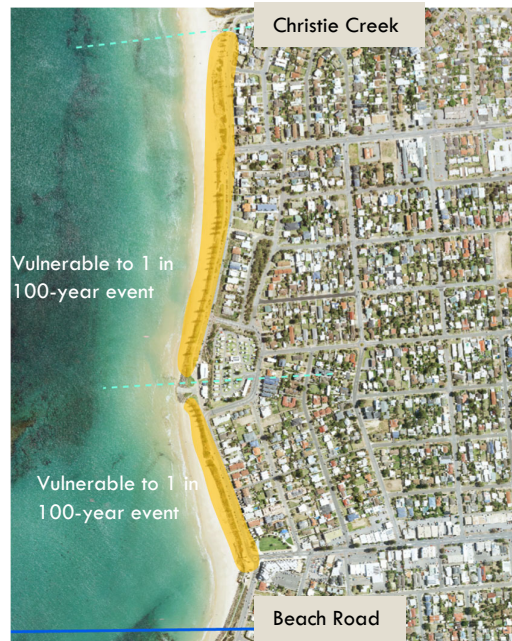 Christie Creek
Vulnerable to 1 in
100-year event
Vulnerable to 1 in
100-year event
Beach Road